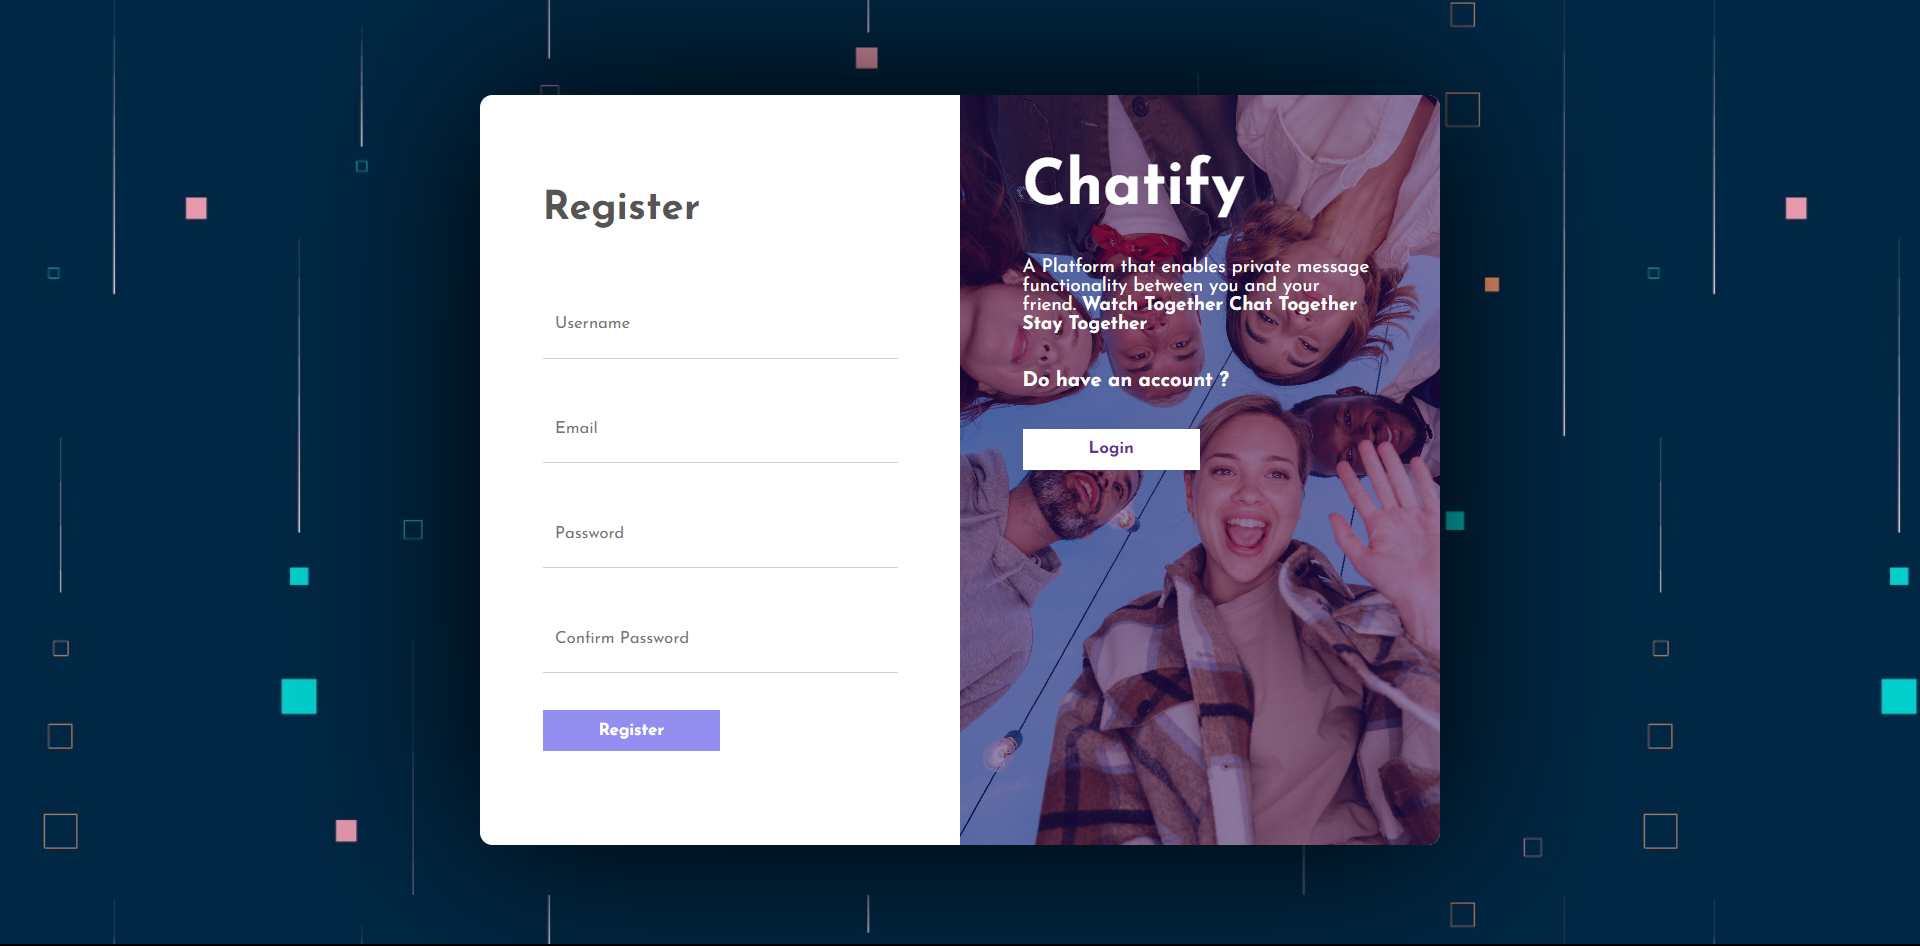 Register
Username
Email
Password
Confirm Password
Register
Chatify
A Platform that enables private message
functionality between you and your
friend. Watch Together Chat Together
Stay Together
Do have an account ?
Login